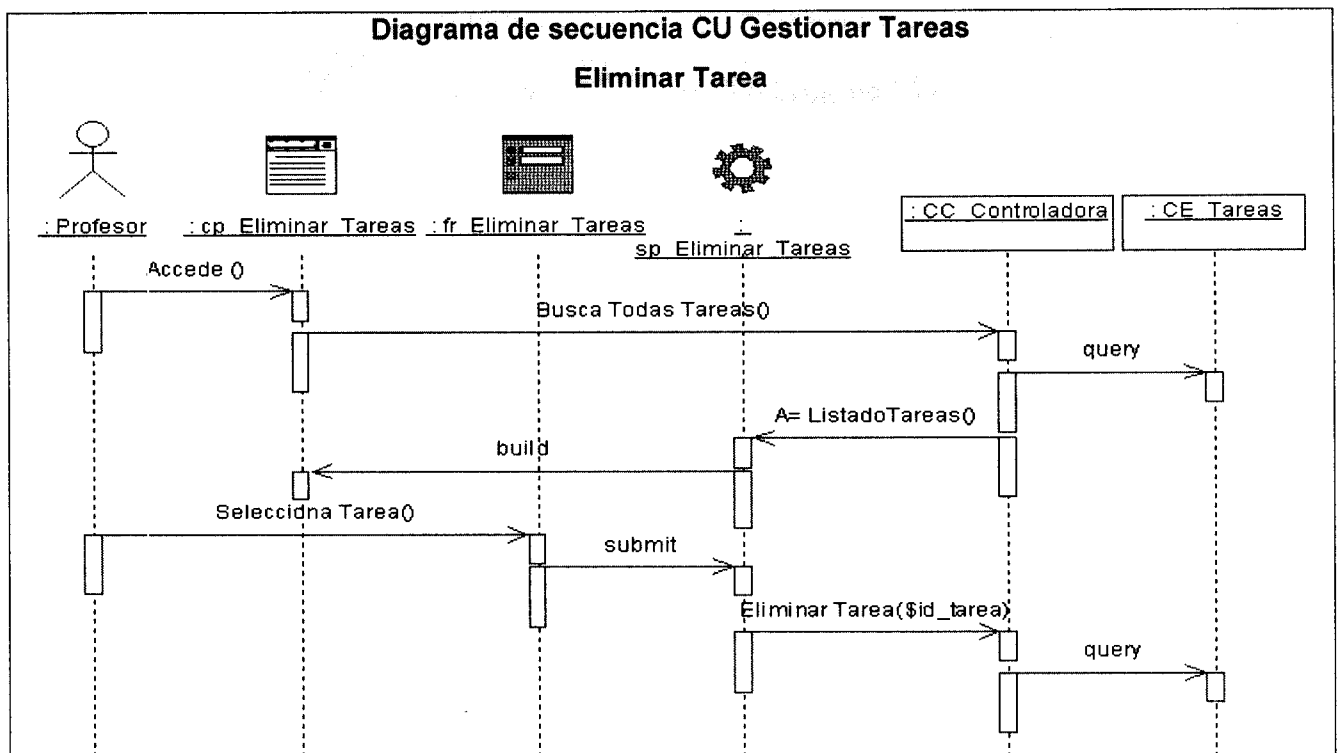 Diagrama de secuencia CU Gestionar Tareas
Eliminar Tarea
: Profesor
: cp_Eliminar_Tareas
: fr_Eliminar_Tareas
:
sp_Eliminar_Tareas
: CC_Controladora
: CE_Tareas
Accede ()
Busca Todas Tareas()
query
A= ListadoTareas()
build
Selecciona Tarea()
submit
Eliminar Tarea($id_tarea)
query